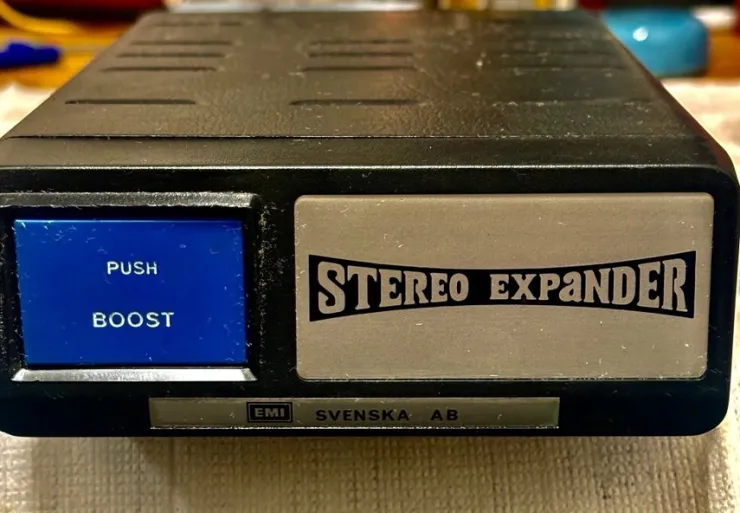 PUSH
BOOST
STEREO EXPaNDER
EMI SVENSKA AB